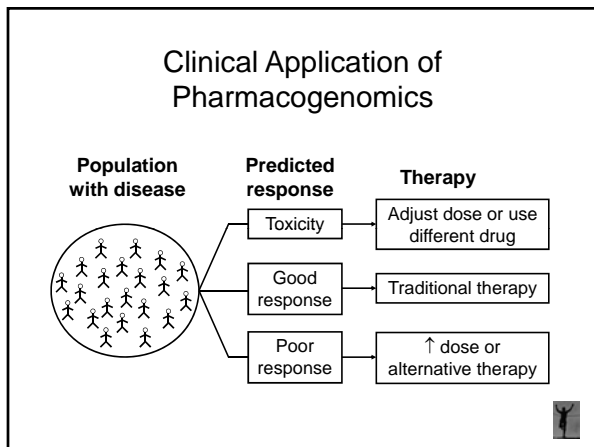 Clinical Application of
Pharmacogenomics
Population
with disease
Predicted
response
Therapy
Toxicity
Adjust dose or use
different drug
Good
response
Traditional therapy
Poor
response
↑ dose or
alternative therapy